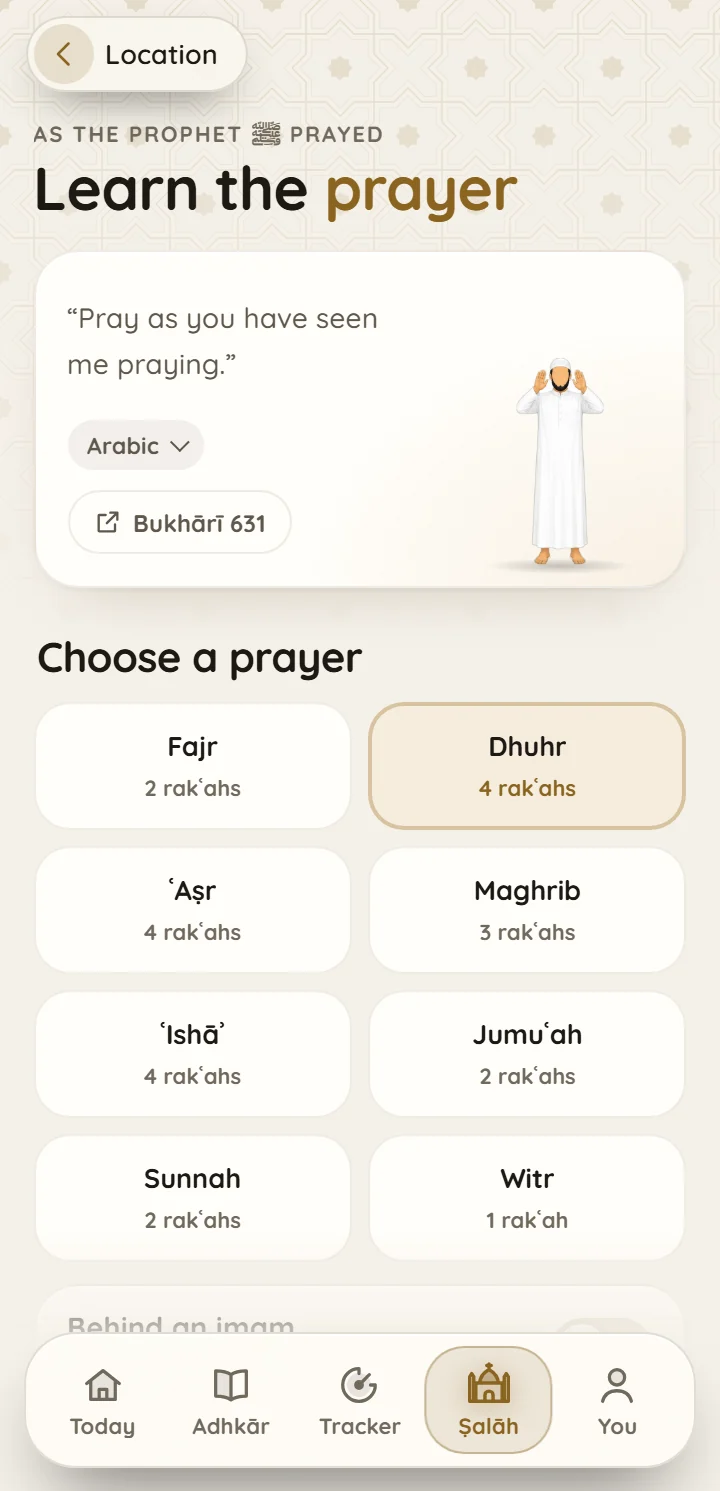 Location
AS THE PROPHET ﷺ PRAYED
Learn the prayer
“Pray as you have seen
me praying.”
Arabic
Bukhārī 631
Choose a prayer
Fajr
2 rakʿahs
Dhuhr
4 rakʿahs
ʿAṣr
4 rakʿahs
Maghrib
3 rakʿahs
ʿIshāʾ
4 rakʿahs
Jumuʿah
2 rakʿahs
Sunnah
2 rakʿahs
Witr
1 rakʿah
Behind an imam
Today
Adhkār
Tracker
Ṣalāh
You